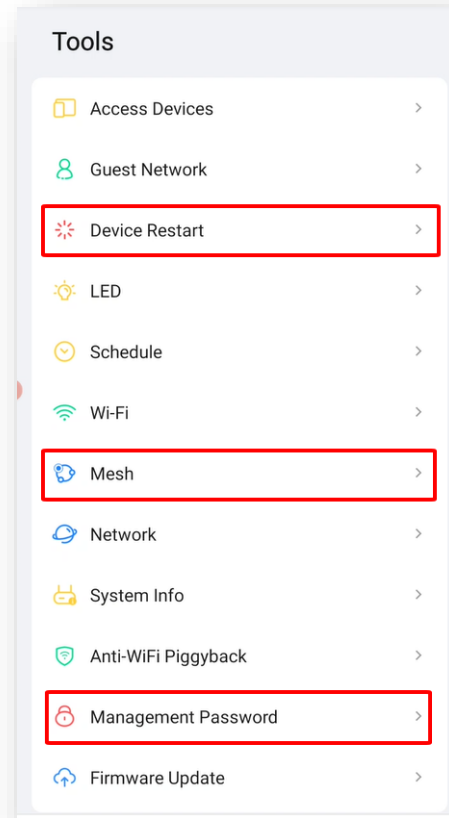 Tools
Access Devices
Guest Network
Device Restart
LED
Schedule
Wi-Fi
Mesh
Network
System Info
Anti-WiFi Piggyback
Management Password
Firmware Update